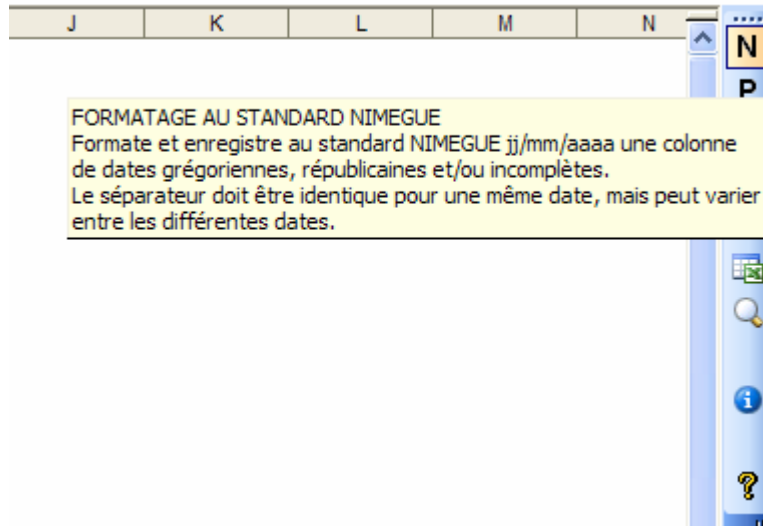 J K L M N
N
P
FORMATAGE AU STANDARD NIMEGUE
Formate et enregistre au standard NIMEGUE jj/mm/aaaa une colonne
de dates grégoriennes, républicaines et/ou incomplètes.
Le séparateur doit être identique pour une même date, mais peut varier
entre les différentes dates.